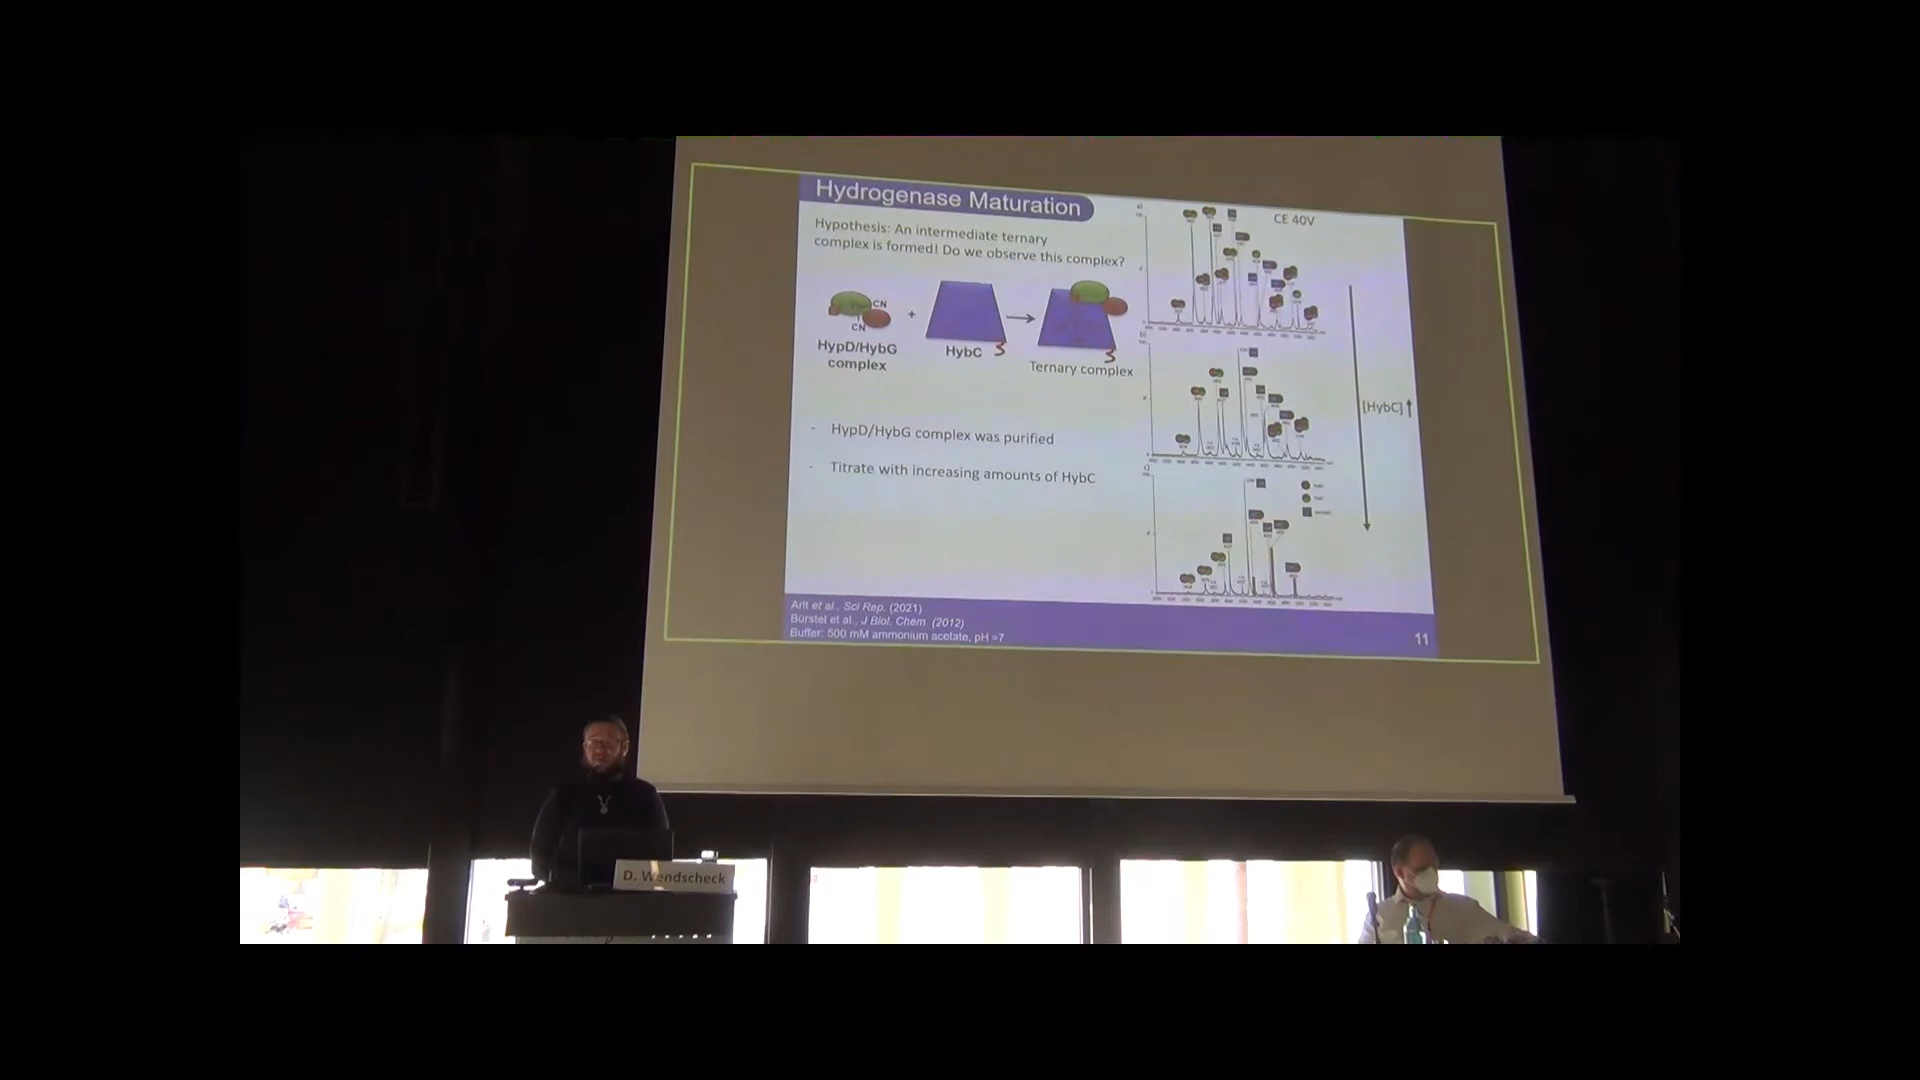 Hydrogenase Maturation
Hypothesis: An intermediate ternary
complex is formed! Do we observe this complex?
CN
CN
+
HypD/HybG
complex
HybC
Ternary complex
- HypD/HybG complex was purified
- Titrate with increasing amounts of HybC
a)
CE 40V
b)
c)
[HybC]
Arlt et al., Sci Rep. (2021)
Bürstel et al., J Biol. Chem. (2012)
Buffer: 500 mM ammonium acetate, pH =7
11
D. Wendscheck